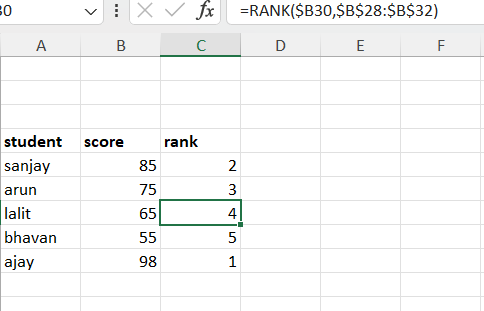 30 =RANK($B30,$B$28:$B$32)
A B C D E F
student score rank
sanjay 85 2
arun 75 3
lalit 65 4
bhavan 55 5
ajay 98 1